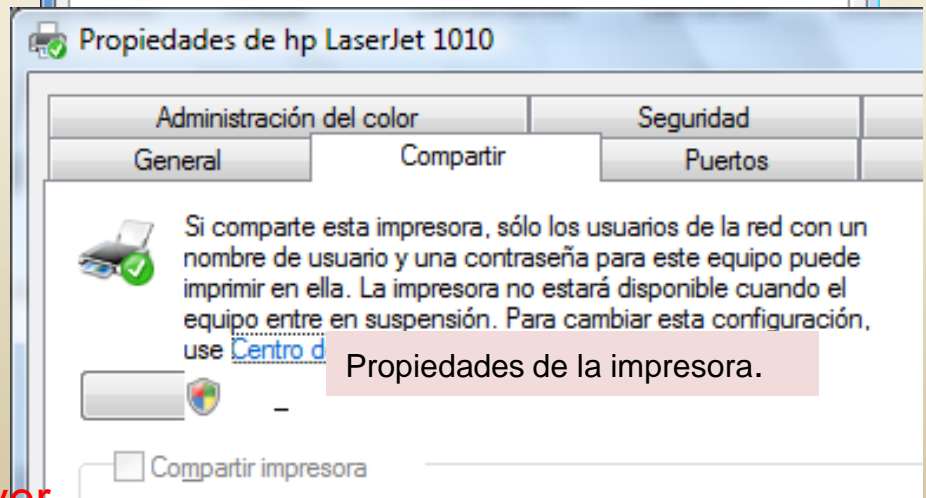 Propiedades de hp LaserJet 1010
Administración del color Seguridad
General Compartir Puertos
Si comparte esta impresora, sólo los usuarios de la red con un
nombre de usuario y una contraseña para este equipo puede
imprimir en ella. La impresora no estará disponible cuando el
equipo entre en suspensión. Para cambiar esta configuración,
use Centro
Propiedades de la impresora.
Compartir impresora